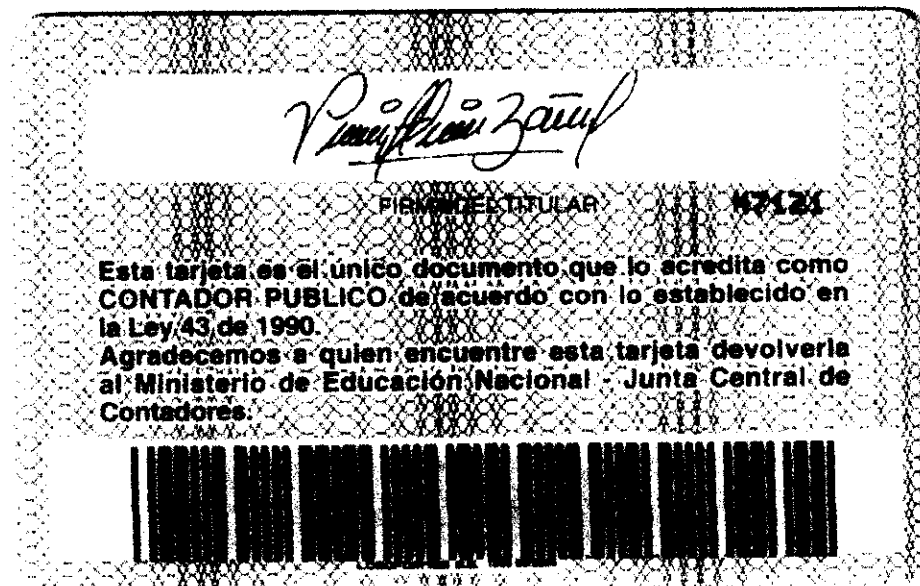 FIRMA DEL TITULAR 47121
Esta tarjeta es el único documento que lo acredita como
CONTADOR PUBLICO de acuerdo con lo establecido en
la Ley 43 de 1990.
Agradecemos a quien encuentre esta tarjeta devolverla
al Ministerio de Educación Nacional - Junta Central de
Contadores.